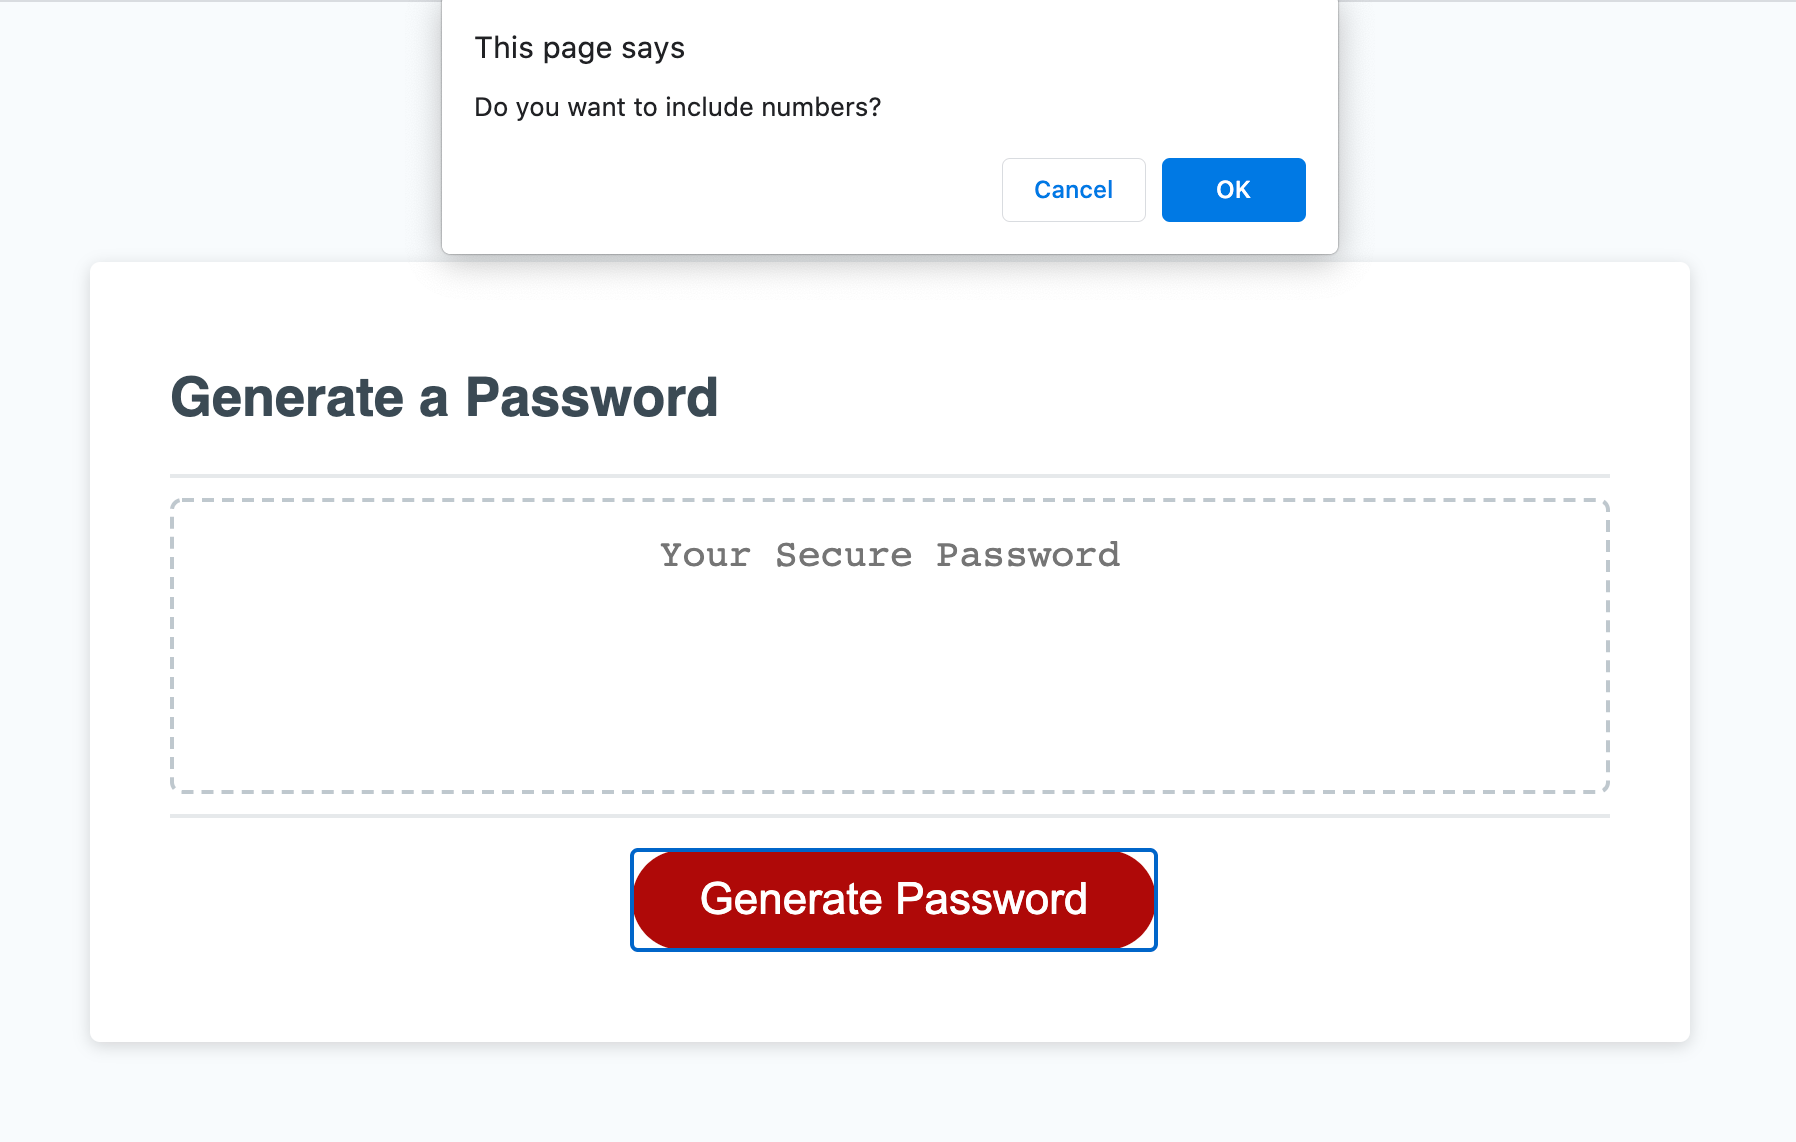 This page says
Do you want to include numbers?
Cancel
OK
Generate a Password
Your Secure Password
Generate Password